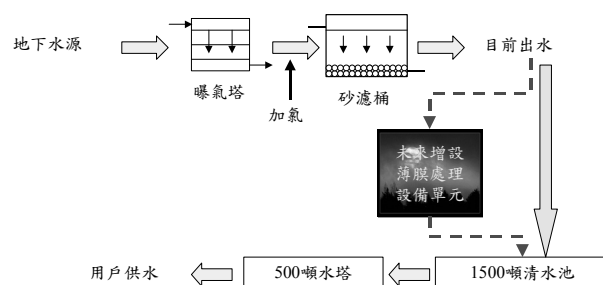 地下水源
曝氣塔
加氯
砂濾桶
目前出水
未來增設
薄膜處理
設備單元
用戶供水
500噸水塔
1500噸清水池